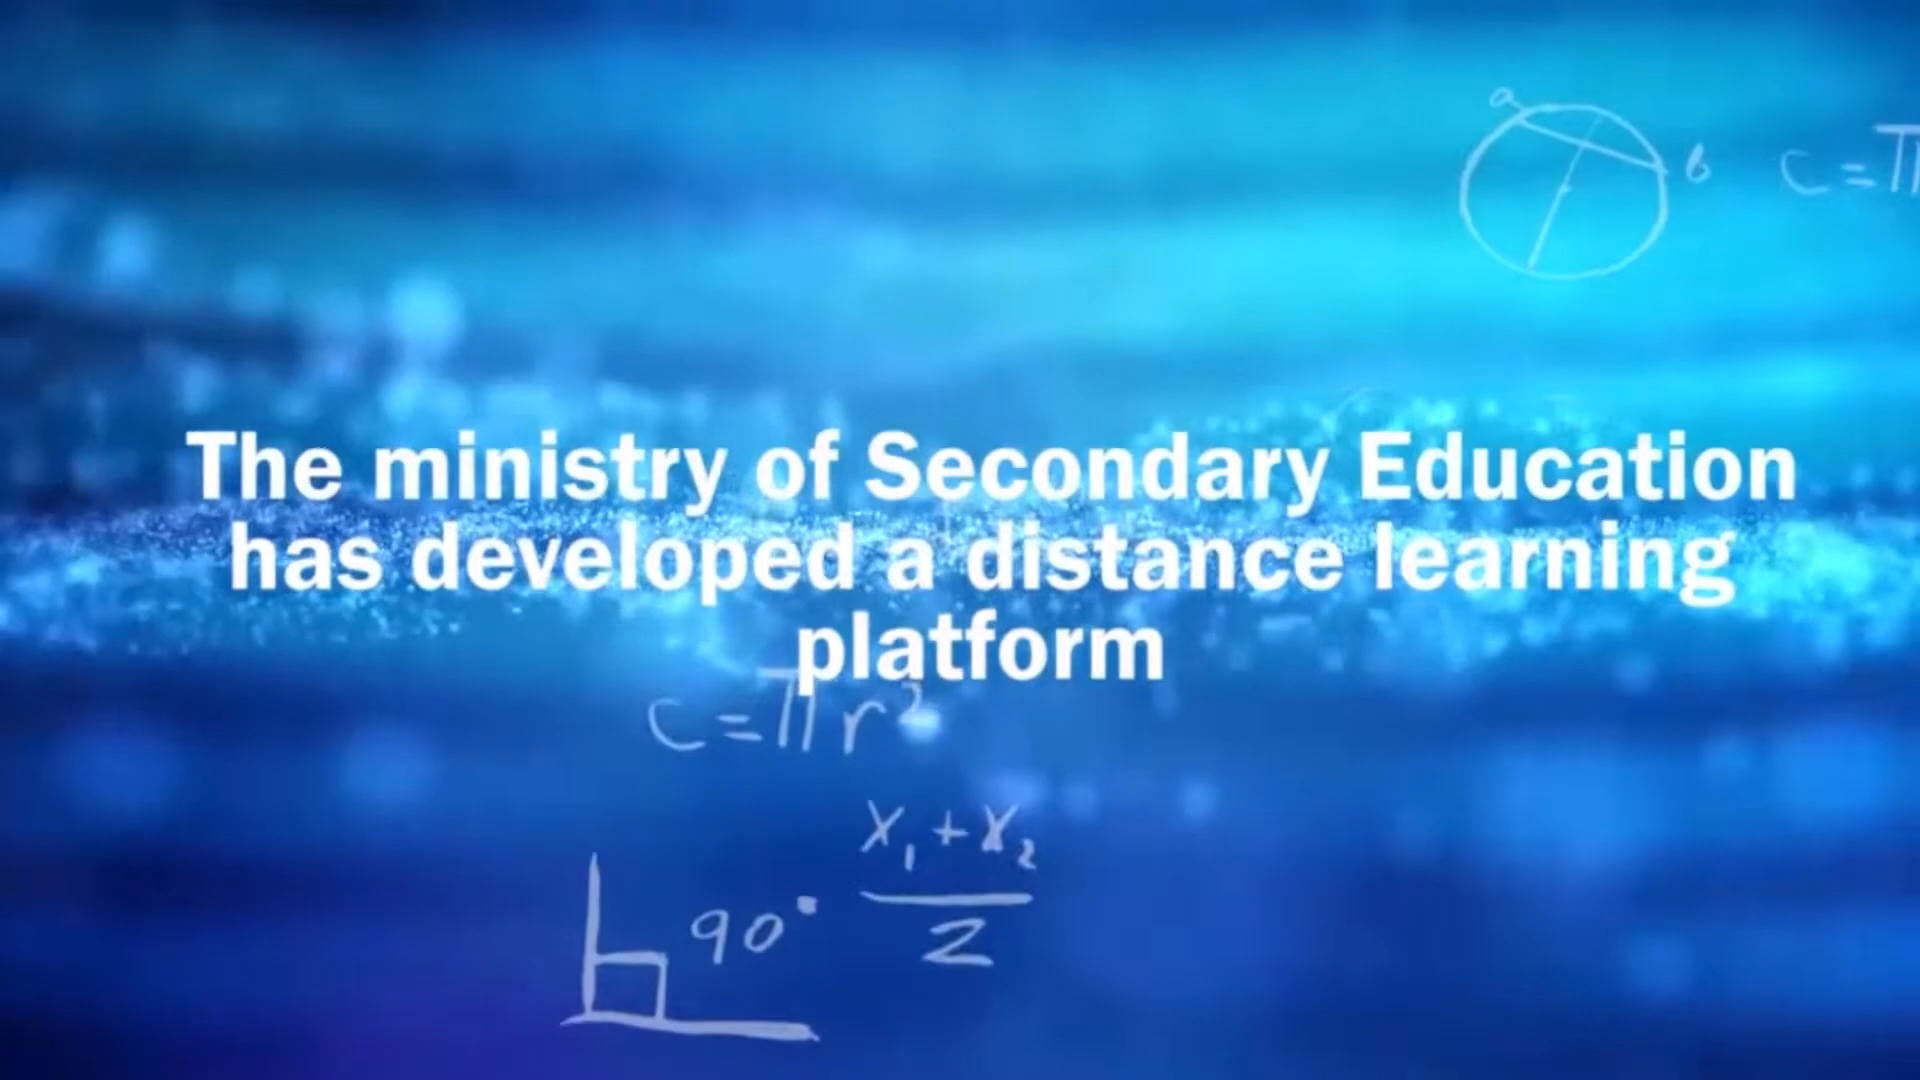 a
b C = π
The ministry of Secondary Education
has developed a distance learning
platform
C = πr²
x₁ + x₂
2
90°